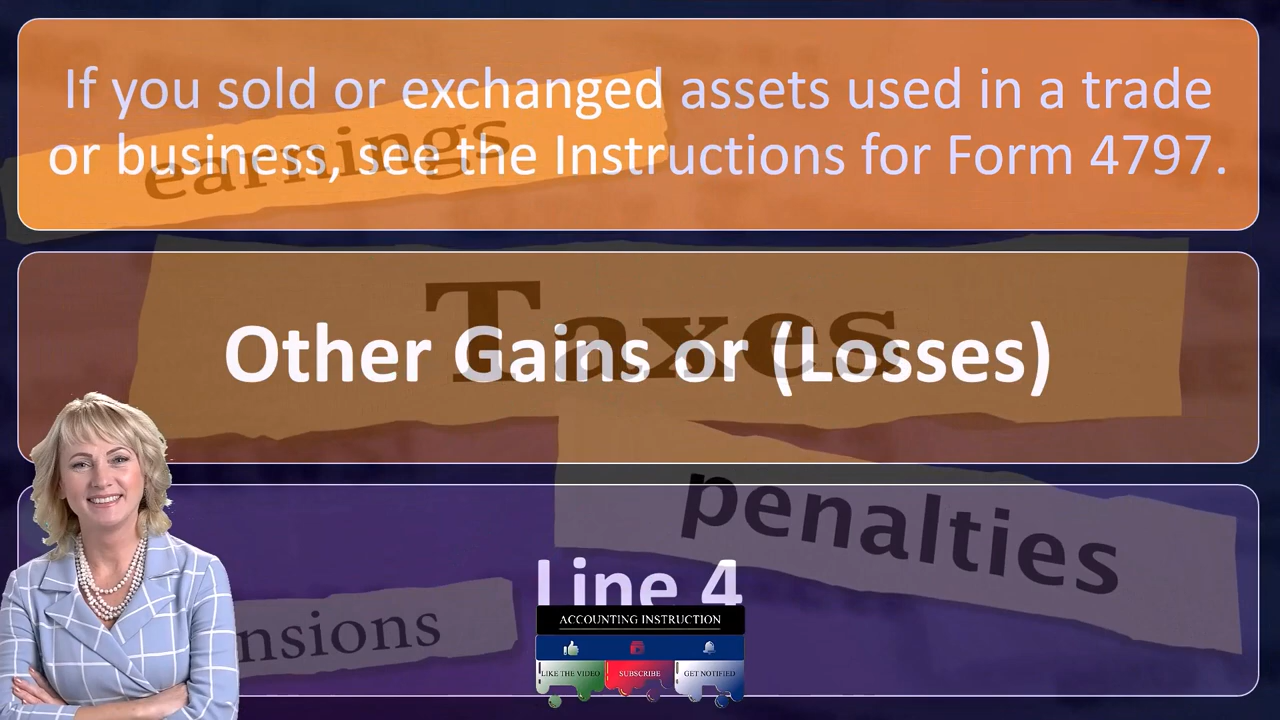 If you sold or exchanged assets used in a trade
or business, see the Instructions for Form 4797.
earnings
Taxes
Other Gains or (Losses)
penalties
Line 4
nsions
ACCOUNTING INSTRUCTION
LIKE THE VIDEO
SUBSCRIBE
GET NOTIFIED